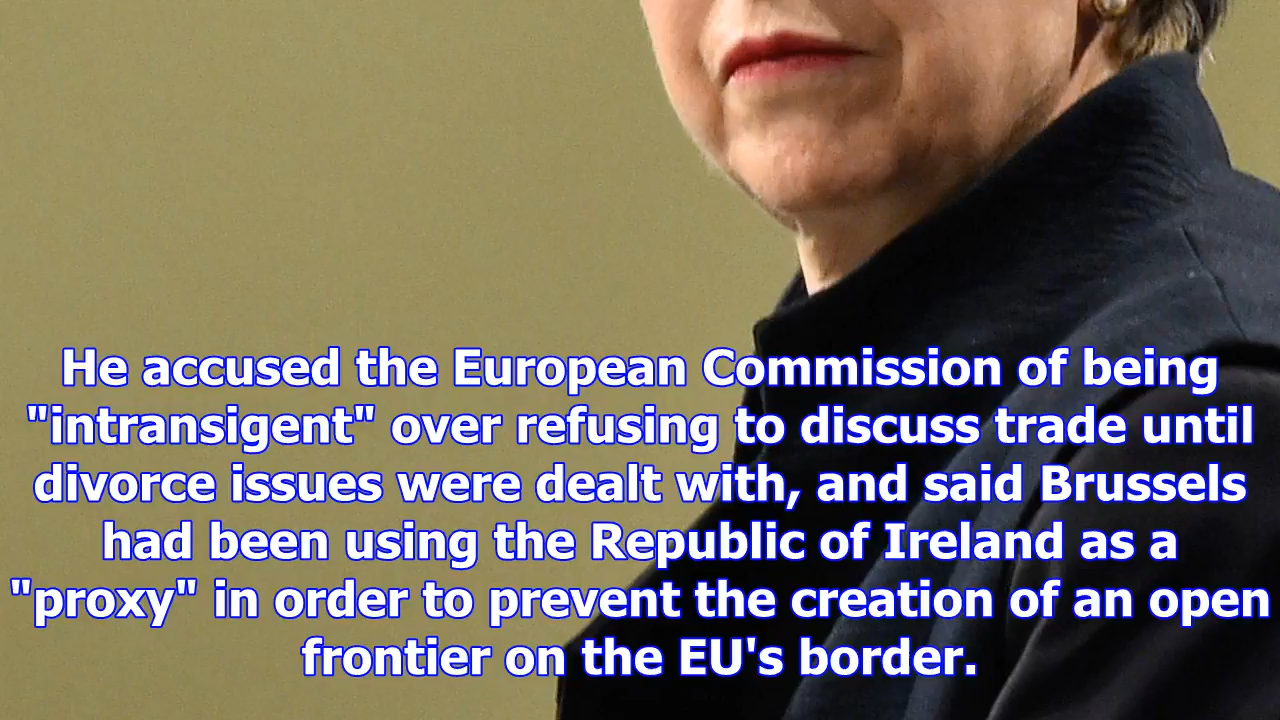 He accused the European Commission of being
"intransigent" over refusing to discuss trade until
divorce issues were dealt with, and said Brussels
had been using the Republic of Ireland as a
"proxy" in order to prevent the creation of an open
frontier on the EU's border.